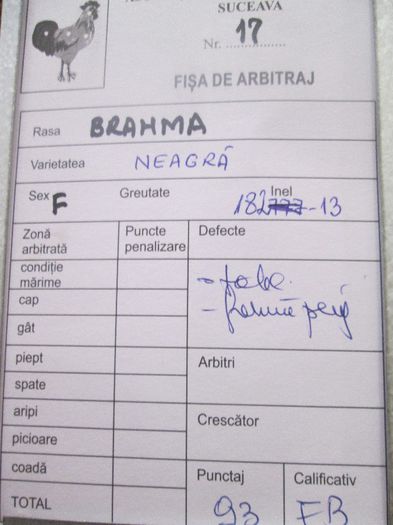 SUCEAVA
Nr. 17
FIȘA DE ARBITRAJ
Rasa BRAHMA
Varietatea NEAGRĂ
Sex F Greutate Inel
182777-13
Zonă arbitrată Puncte penalizare Defecte
condiție mărime
cap
gât
piept Arbitri
spate
aripi Crescător
picioare
coadă Punctaj Calificativ
TOTAL 93 FB